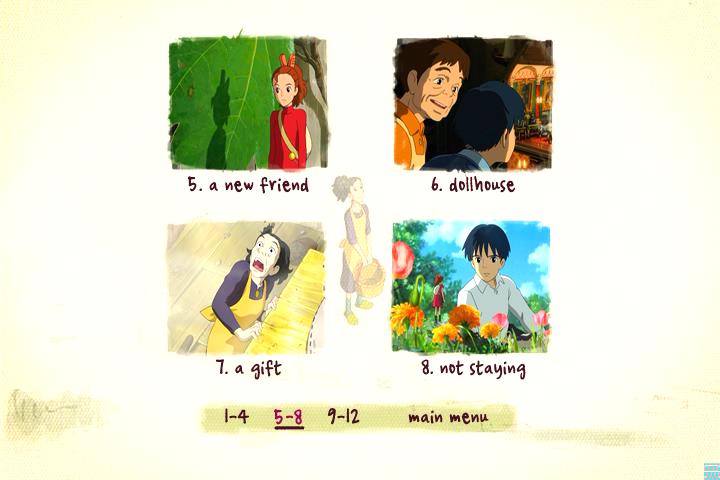 5. a new friend
6. dollhouse
7. a gift
8. not staying
1-4 5-8 9-12 main menu